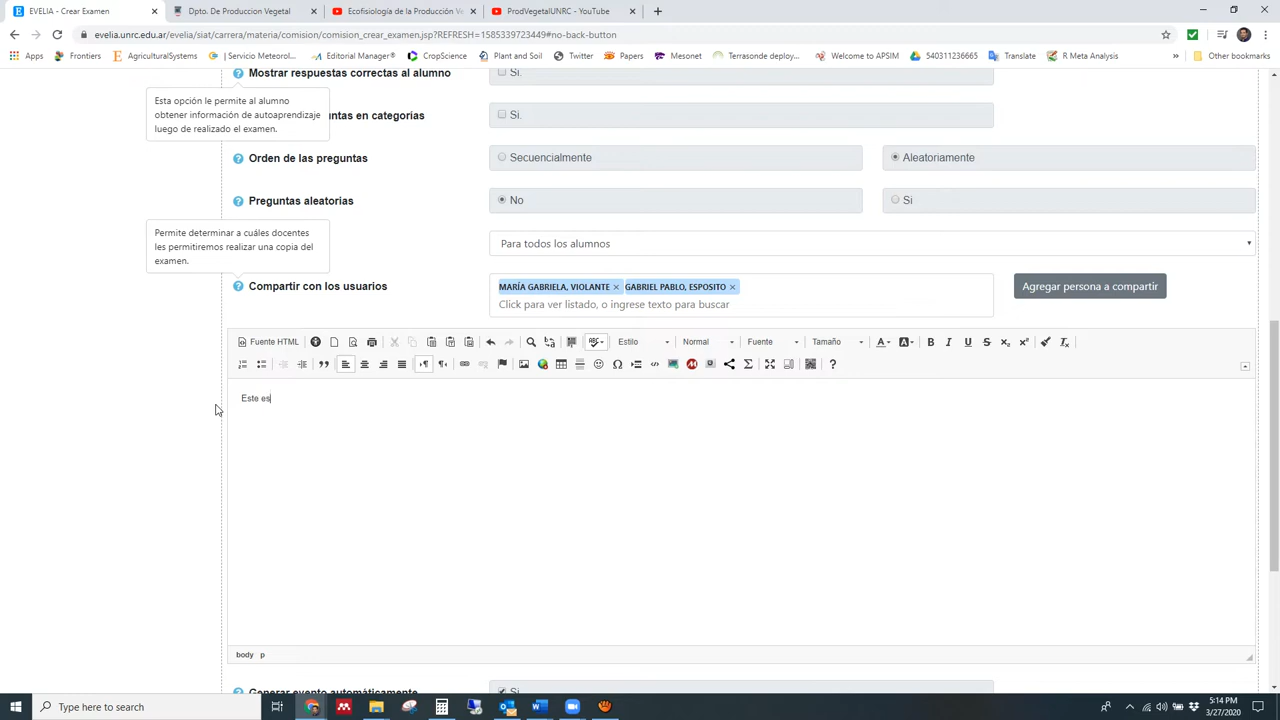 EVELIA - Crear Examen
Dpto. De Produccion Vegetal
Ecofisiología de la Producción Ve
ProdVegetalUNRC - YouTube
evelia.unrc.edu.ar/evelia/siat/carrera/materia/comision/comision_crear_examen.jsp?REFRESH=1585339723449#no-back-button
Apps
Frontiers
AgriculturalSystems
:| Servicio Meteorol...
Editorial Manager®
CropScience
Plant and Soil
Twitter
Papers
Mesonet
Terrasonde deploy...
Welcome to APSIM
5403112366​65
Translate
R Meta Analysis
»
Other bookmarks
Mostrar respuestas correctas al alumno
Si.
Esta opción le permite al alumno
obtener información de autoaprendizaje
luego de realizado el examen.
ntas en categorías
Si.
Orden de las preguntas
Secuencialmente
Aleatoriamente
Preguntas aleatorias
No
Si
Permite determinar a cuáles docentes
les permitiremos realizar una copia del
examen.
Para todos los alumnos
Compartir con los usuarios
MARÍA GABRIELA, VIOLANTE ×
GABRIEL PABLO, ESPOSITO ×
Click para ver listado, o ingrese texto para buscar
Agregar persona a compartir
Fuente HTML
Estilo
Normal
Fuente
Tamaño
Este es
body p
Generar evento automáticamente
Si
Type here to search
5:14 PM
3/27/2020